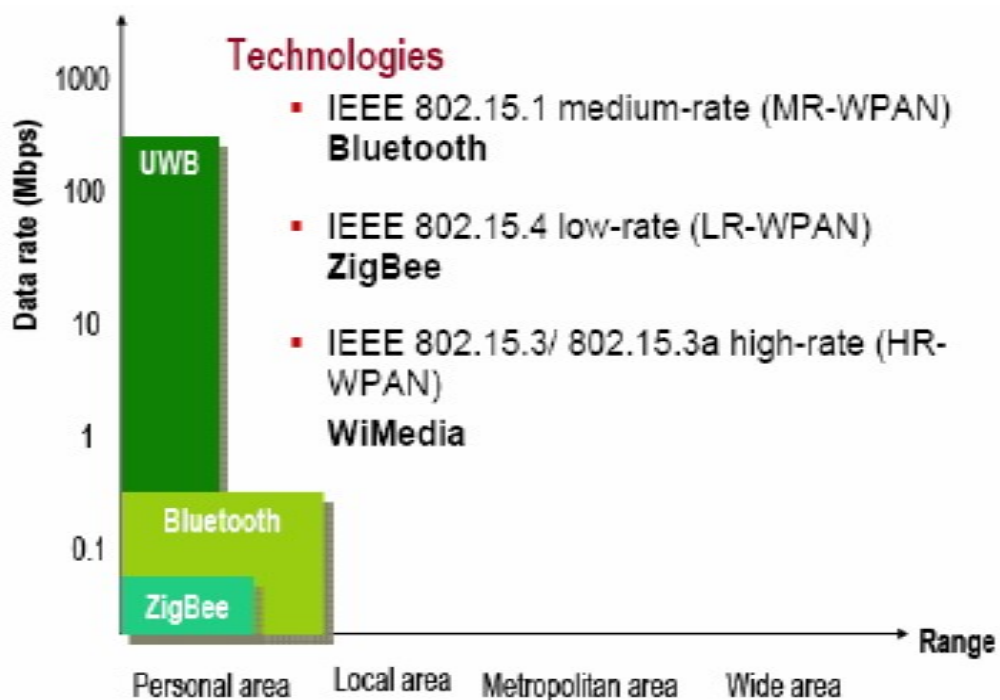 Technologies
IEEE 802.15.1 medium-rate (MR-WPAN)
Bluetooth
IEEE 802.15.4 low-rate (LR-WPAN)
ZigBee
IEEE 802.15.3/ 802.15.3a high-rate (HR-
WPAN)
WiMedia
Data rate (Mbps)
1000
100
10
1
0.1
UWB
Bluetooth
ZigBee
Range
Personal area
Local area
Metropolitan area
Wide area